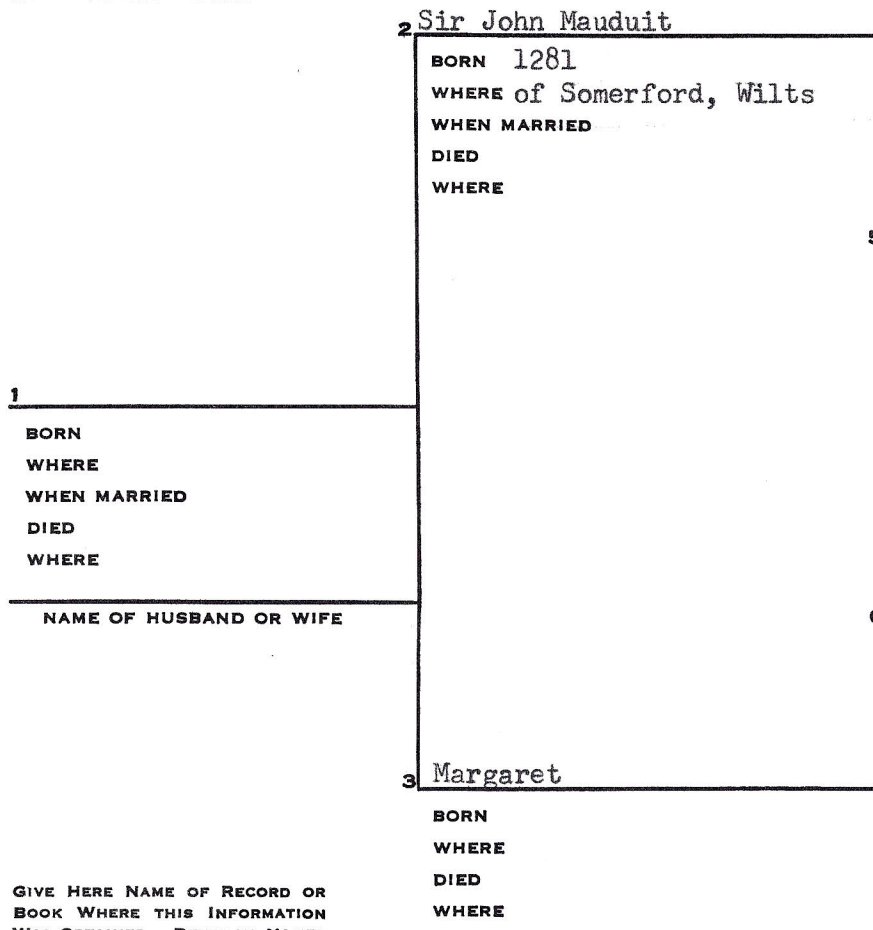 2 Sir John Mauduit
BORN 1281
WHERE of Somerford, Wilts
WHEN MARRIED
DIED
WHERE
5
1
BORN
WHERE
WHEN MARRIED
DIED
WHERE
NAME OF HUSBAND OR WIFE
3 Margaret
BORN
WHERE
DIED
WHERE
GIVE HERE NAME OF RECORD OR
BOOK WHERE THIS INFORMATION